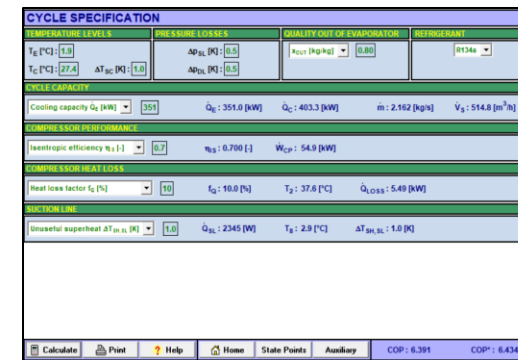 CYCLE SPECIFICATION
TEMPERATURE LEVELS PRESSURE LOSSES QUALITY OUT OF EVAPORATOR REFRIGERANT
T_E [°C]: 1.9 Δp_SL [K]: 0.5 x_OUT [kg/kg] 0.80 R134a
T_C [°C]: 27.4 ΔT_SC [K]: 1.0 Δp_DL [K]: 0.5
CYCLE CAPACITY
Cooling capacity Q̇_E [kW] 351 Q̇_E: 351.0 [kW] Q̇_C: 403.3 [kW] ṁ: 2.162 [kg/s] V̇_S: 514.8 [m³/h]
COMPRESSOR PERFORMANCE
Isentropic efficiency η_IS [-] 0.7 η_IS: 0.700 [-] Ẇ_CP: 54.9 [kW]
COMPRESSOR HEAT LOSS
Heat loss factor f_Q [%] 10 f_Q: 10.0 [%] T_2: 37.6 [°C] Q̇_LOSS: 5.49 [kW]
SUCTION LINE
Unuseful superheat ΔT_SH,SL [K] 1.0 Q̇_SL: 2345 [W] T_8: 2.9 [°C] ΔT_SH,SL: 1.0 [K]
Calculate Print ? Help Home State Points Auxiliary COP: 6.391 COP*: 6.434